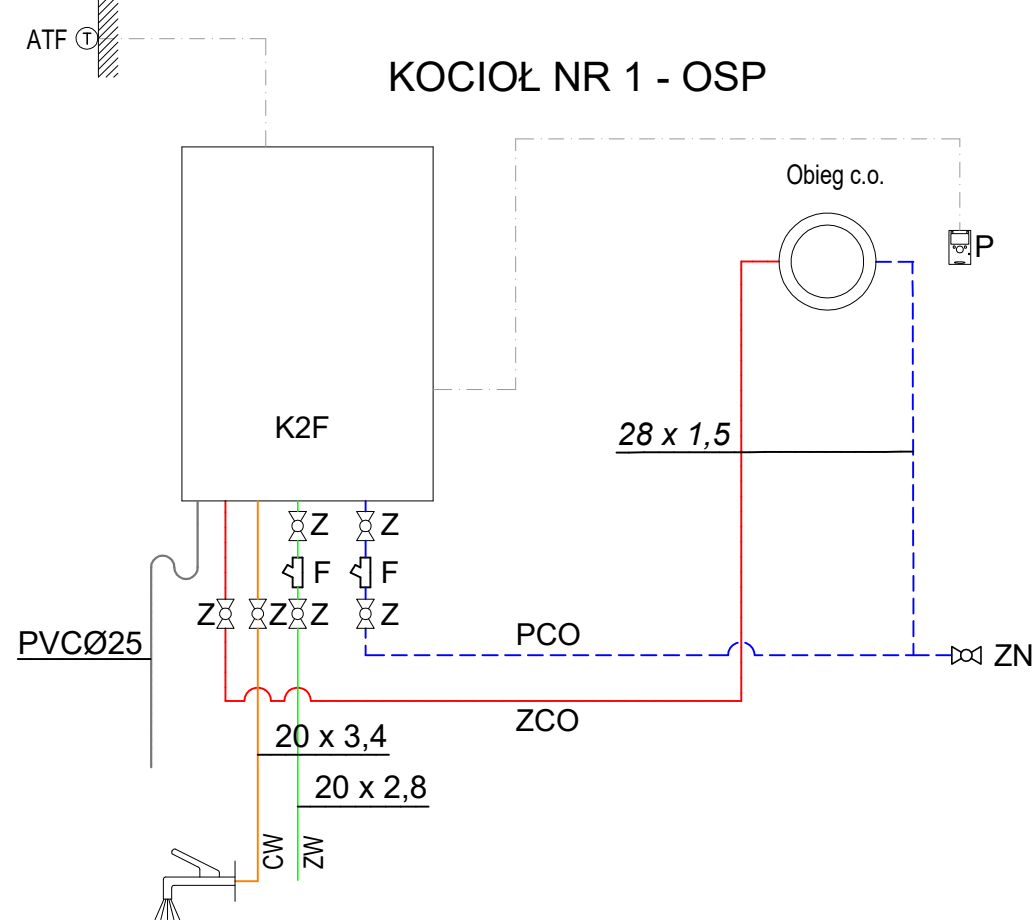 ATF T
KOCIOŁ NR 1 - OSP
Obieg c.o.
P
K2F
28 x 1,5
Z Z
F F
Z Z Z Z
PVCØ25
PCO
ZN
ZCO
20 x 3,4
20 x 2,8
CW
ZW